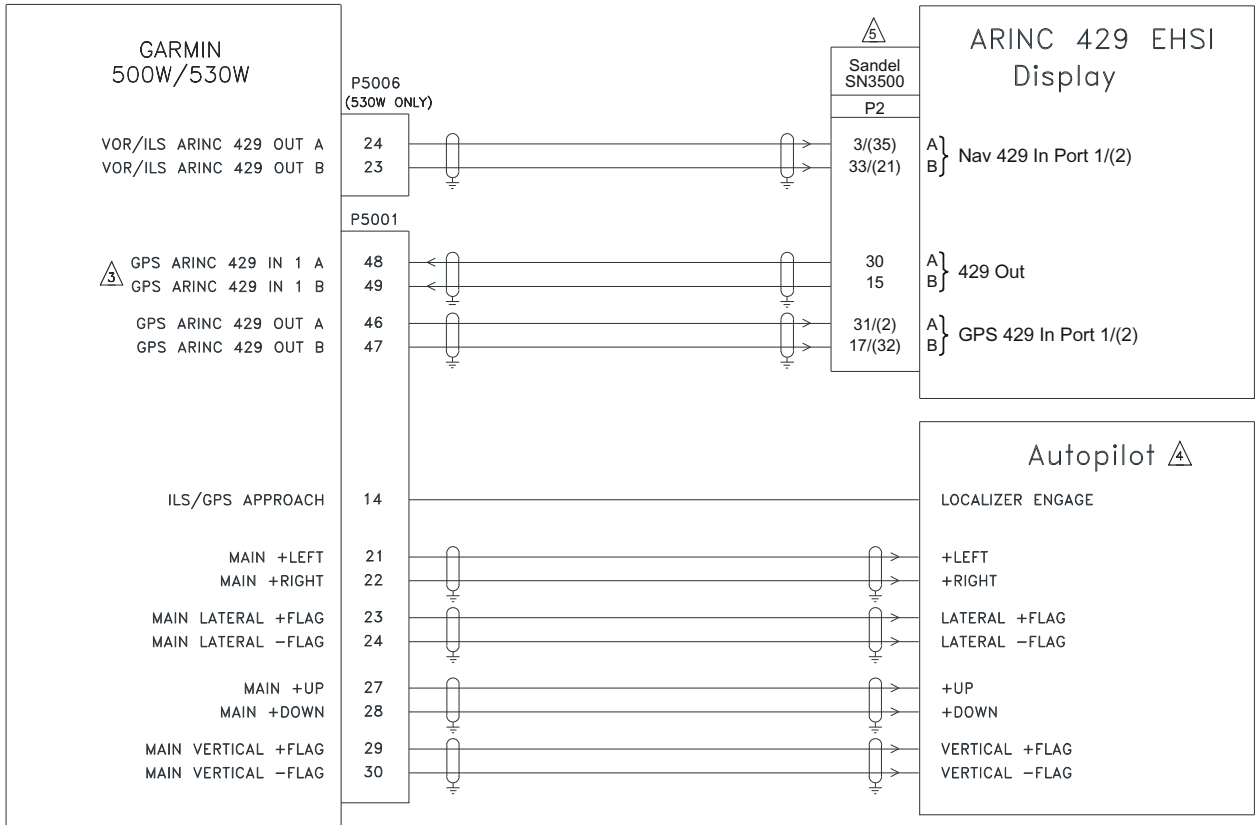 GARMIN
500W/530W
5
Sandel
SN3500
P2
ARINC 429 EHSI
Display
P5006
(530W ONLY)
VOR/ILS ARINC 429 OUT A 24 3/(35) A
VOR/ILS ARINC 429 OUT B 23 33/(21) B
Nav 429 In Port 1/(2)
P5001
3
GPS ARINC 429 IN 1 A 48 30 A
GPS ARINC 429 IN 1 B 49 15 B
429 Out
GPS ARINC 429 OUT A 46 31/(2) A
GPS ARINC 429 OUT B 47 17/(32) B
GPS 429 In Port 1/(2)
Autopilot 4
ILS/GPS APPROACH 14 LOCALIZER ENGAGE
MAIN +LEFT 21 +LEFT
MAIN +RIGHT 22 +RIGHT
MAIN LATERAL +FLAG 23 LATERAL +FLAG
MAIN LATERAL −FLAG 24 LATERAL −FLAG
MAIN +UP 27 +UP
MAIN +DOWN 28 +DOWN
MAIN VERTICAL +FLAG 29 VERTICAL +FLAG
MAIN VERTICAL −FLAG 30 VERTICAL −FLAG